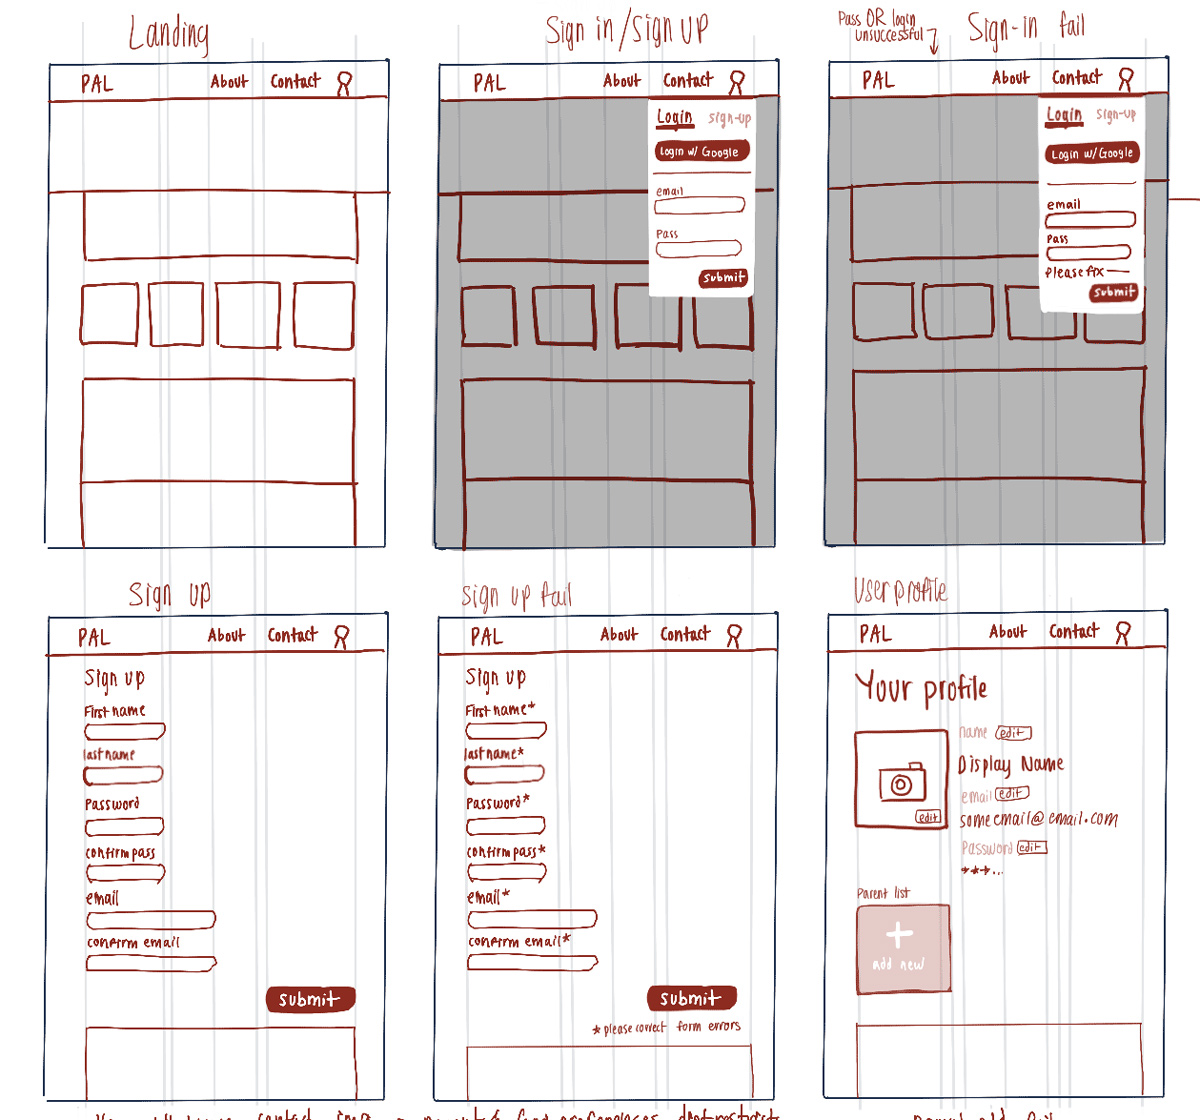 Landing
PAL About Contact
Sign in/Sign up
PAL About Contact
Login sign-up
Login w/ Google
email
Pass
submit
Pass OR login
unsuccessful
Sign-in fail
PAL About Contact
Login sign-up
Login w/ Google
email
Pass
please fix
submit
Sign up
PAL About Contact
Sign up
First name
last name
Password
confirm pass
email
confirm email
submit
sign up fail
PAL About Contact
Sign up
First name*
last name*
Password*
confirm pass*
email*
confirm email*
submit
*please correct form errors
User profile
PAL About Contact
Your profile
name edit
Display Name
email edit
someemail@email.com
Password edit
***...
edit
Parent list
+
add new